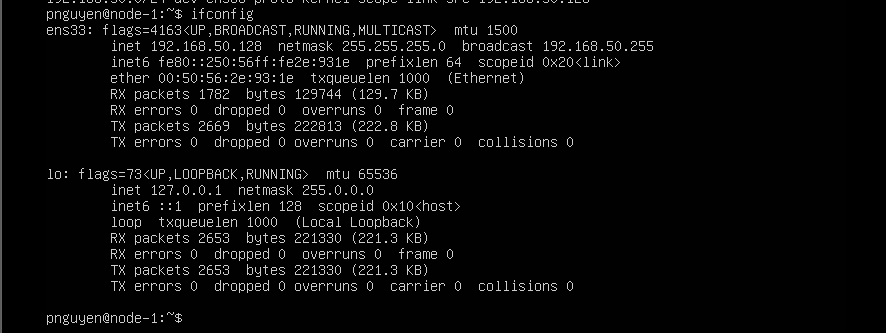 pnguyen@node-1:~$ ifconfig
ens33: flags=4163<UP,BROADCAST,RUNNING,MULTICAST>  mtu 1500
        inet 192.168.50.128  netmask 255.255.255.0  broadcast 192.168.50.255
        inet6 fe80::250:56ff:fe2e:931e  prefixlen 64  scopeid 0x20<link>
        ether 00:50:56:2e:93:1e  txqueuelen 1000  (Ethernet)
        RX packets 1782  bytes 129744 (129.7 KB)
        RX errors 0  dropped 0  overruns 0  frame 0
        TX packets 2669  bytes 222813 (222.8 KB)
        TX errors 0  dropped 0 overruns 0  carrier 0  collisions 0

lo: flags=73<UP,LOOPBACK,RUNNING>  mtu 65536
        inet 127.0.0.1  netmask 255.0.0.0
        inet6 ::1  prefixlen 128  scopeid 0x10<host>
        loop  txqueuelen 1000  (Local Loopback)
        RX packets 2653  bytes 221330 (221.3 KB)
        RX errors 0  dropped 0  overruns 0  frame 0
        TX packets 2653  bytes 221330 (221.3 KB)
        TX errors 0  dropped 0 overruns 0  carrier 0  collisions 0

pnguyen@node-1:~$